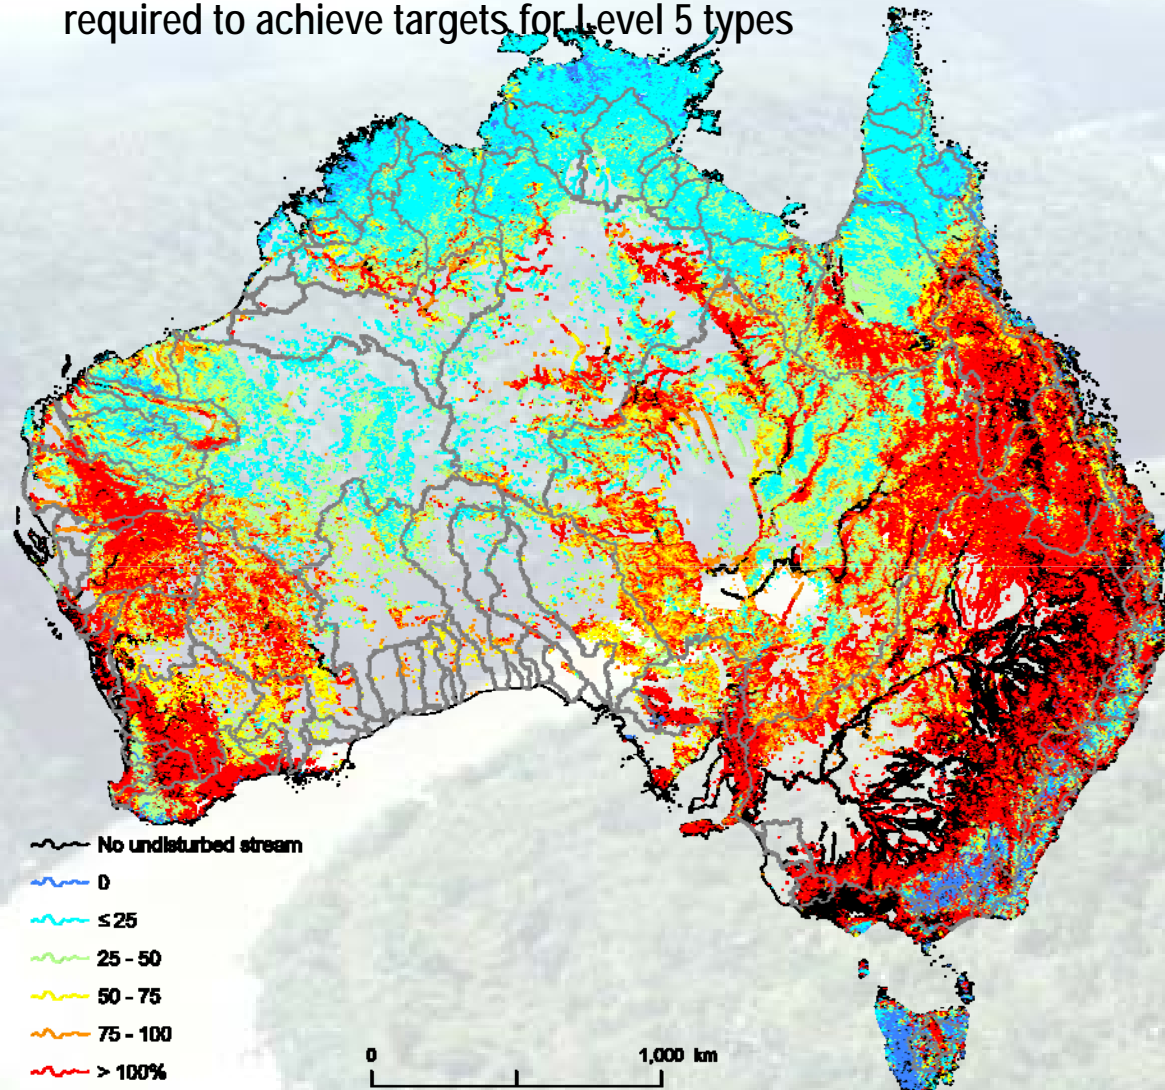 required to achieve targets for Level 5 types
No undisturbed stream
0
≤ 25
25 - 50
50 - 75
75 - 100
> 100%
0 1,000 km